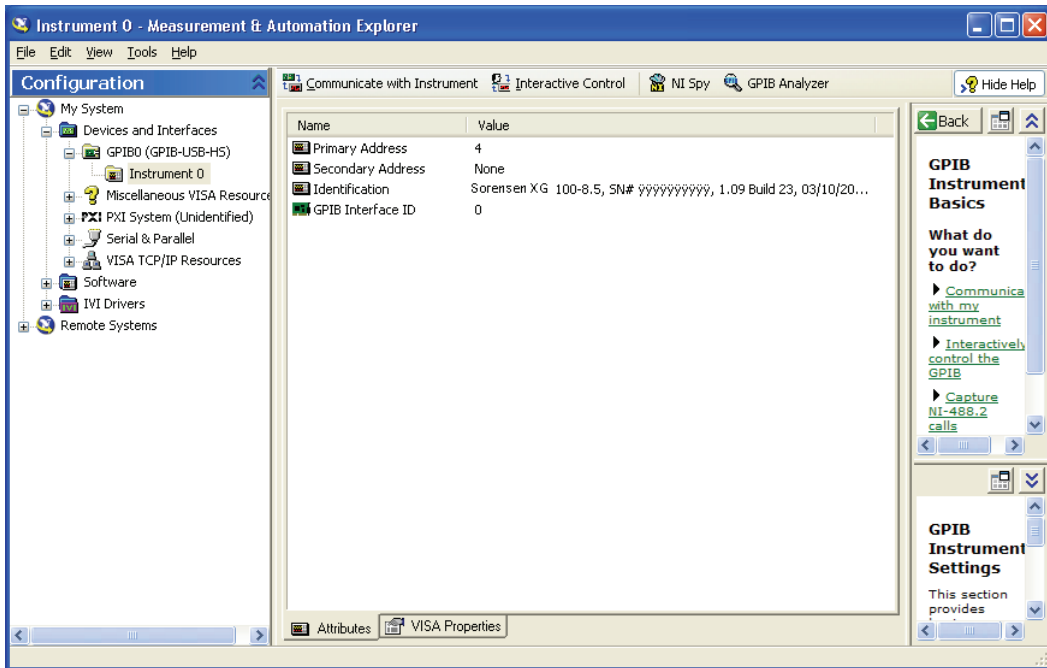 Instrument 0 - Measurement & Automation Explorer
File Edit View Tools Help
Configuration
My System
Devices and Interfaces
GPIB0 (GPIB-USB-HS)
Instrument 0
Miscellaneous VISA Resource
PXI PXI System (Unidentified)
Serial & Parallel
VISA TCP/IP Resources
Software
IVI IVI Drivers
Remote Systems
Communicate with Instrument Interactive Control NI Spy GPIB Analyzer Hide Help
Name Value
Primary Address 4
Secondary Address None
Identification Sorensen XG 100-8.5, SN# ÿÿÿÿÿÿÿÿÿÿ, 1.09 Build 23, 03/10/20...
GPIB Interface ID 0
Attributes VISA Properties
Back
GPIB
Instrument
Basics
What do
you want
to do?
Communica
with my
instrument
Interactively
control the
GPIB
Capture
NI-488.2
calls
GPIB
Instrument
Settings
This section
provides